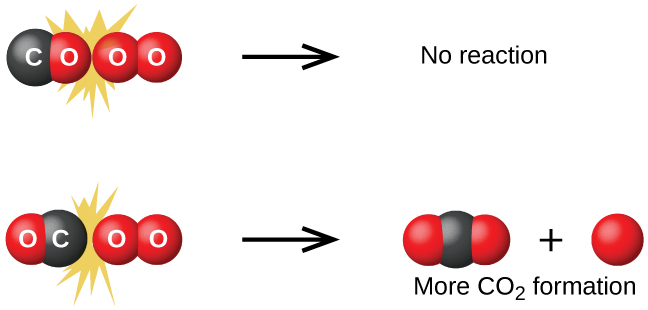 C O O O No reaction
O C O O +
More CO₂ formation